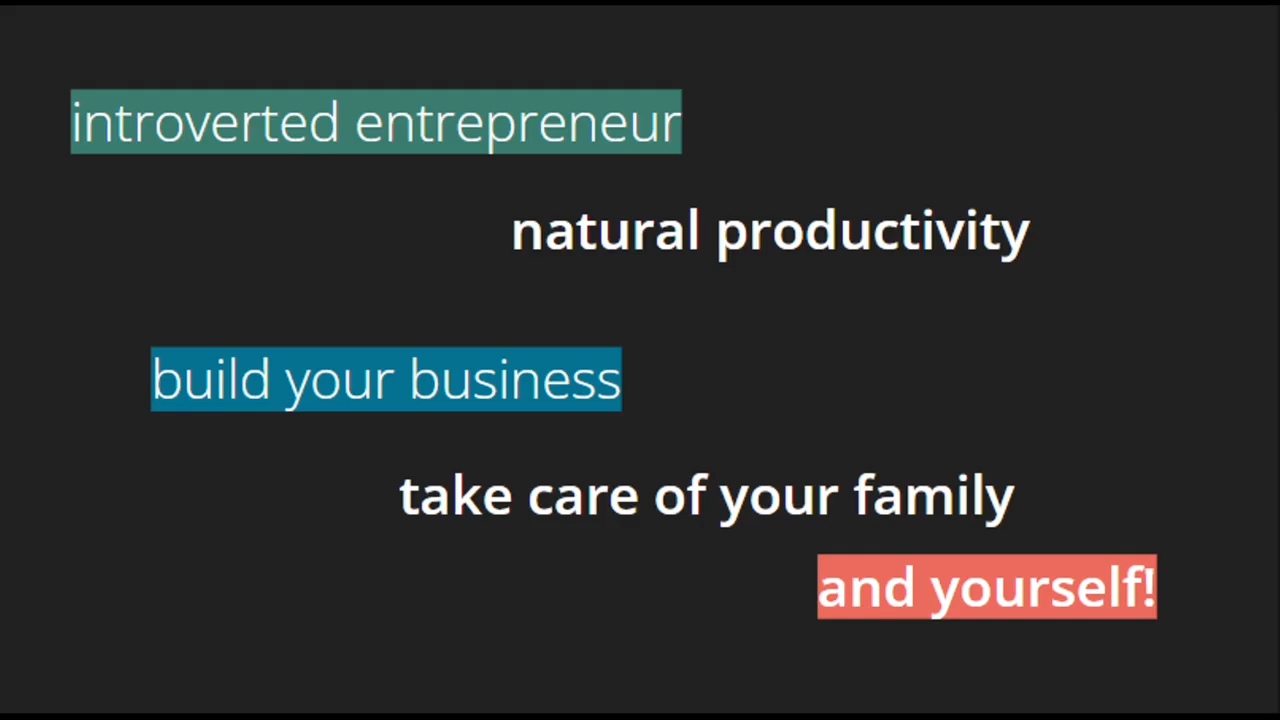 introverted entrepreneur
natural productivity
build your business
take care of your family
and yourself!